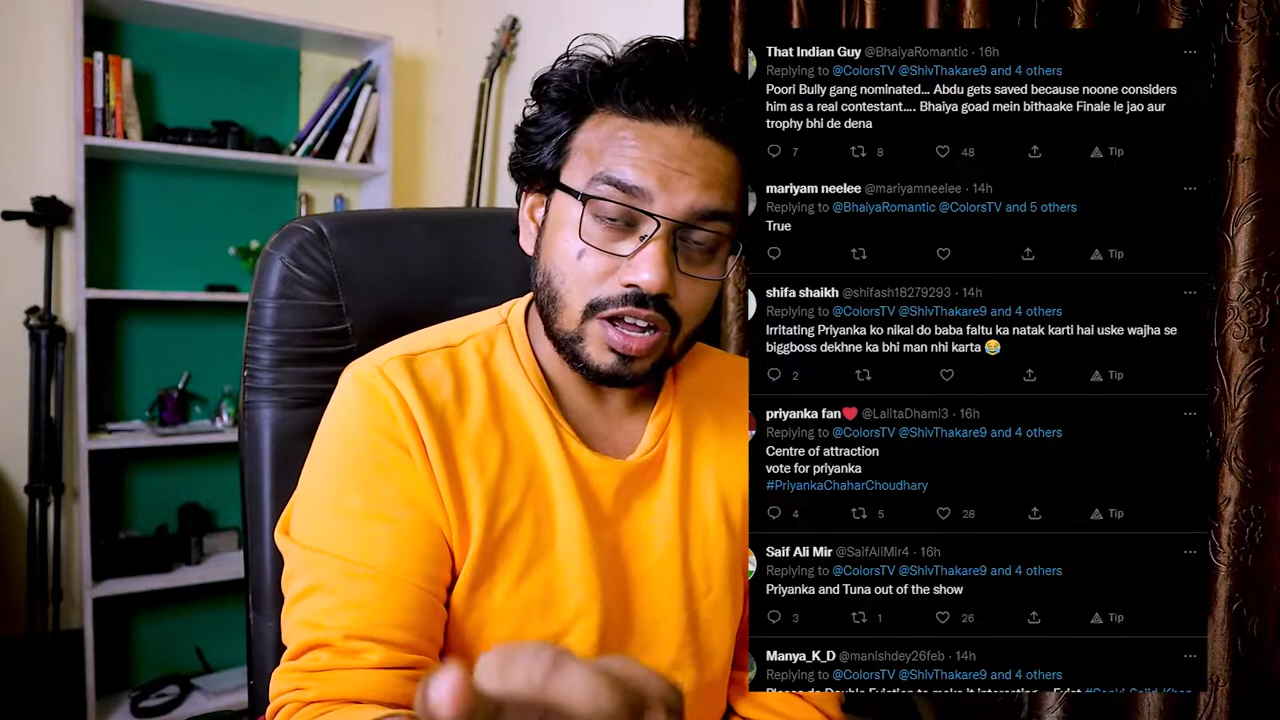 That Indian Guy @BhaiyaRomantic · 16h
Replying to @ColorsTV @ShivThakare9 and 4 others
Poori Bully gang nominated... Abdu gets saved because noone considers
him as a real contestant.... Bhaiya goad mein bithaake Finale le jao aur
trophy bhi de dena
7 8 48 Tip
mariyam neelee @mariyamneelee · 14h
Replying to @BhaiyaRomantic @ColorsTV and 5 others
True
Tip
shifa shaikh @shifash18279293 · 14h
Replying to @ColorsTV @ShivThakare9 and 4 others
Irritating Priyanka ko nikal do baba faltu ka natak karti hai uske wajha se
biggboss dekhne ka bhi man nhi karta 😂
2 Tip
priyanka fan❤️ @LalitaDhami3 · 16h
Replying to @ColorsTV @ShivThakare9 and 4 others
Centre of attraction
vote for priyanka
#PriyankaChaharChoudhary
4 5 28 Tip
Saif Ali Mir @SaifAliMir4 · 16h
Replying to @ColorsTV @ShivThakare9 and 4 others
Priyanka and Tuna out of the show
3 1 26 Tip
Manya_K_D @manishdey26feb · 14h
Replying to @ColorsTV @ShivThakare9 and 4 others